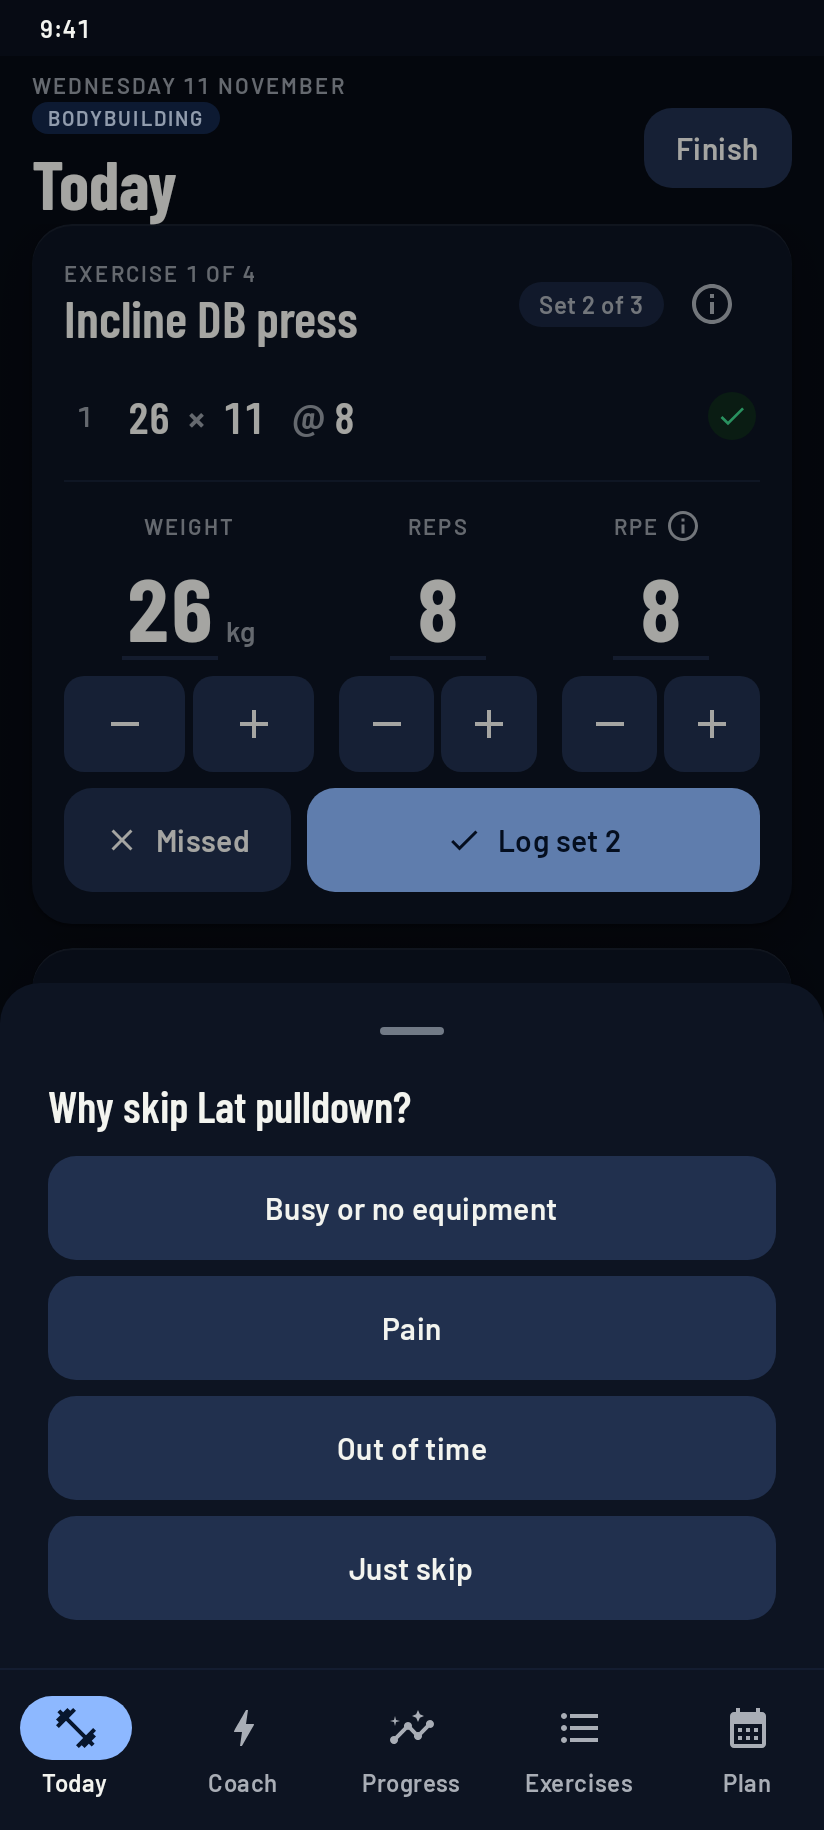 9:41
WEDNESDAY 11 NOVEMBER
BODYBUILDING
Finish
Today
EXERCISE 1 OF 4
Incline DB press
Set 2 of 3
1 26 × 11 @ 8
WEIGHT REPS RPE
26 kg 8 8
Missed
Log set 2
Why skip Lat pulldown?
Busy or no equipment
Pain
Out of time
Just skip
Today Coach Progress Exercises Plan